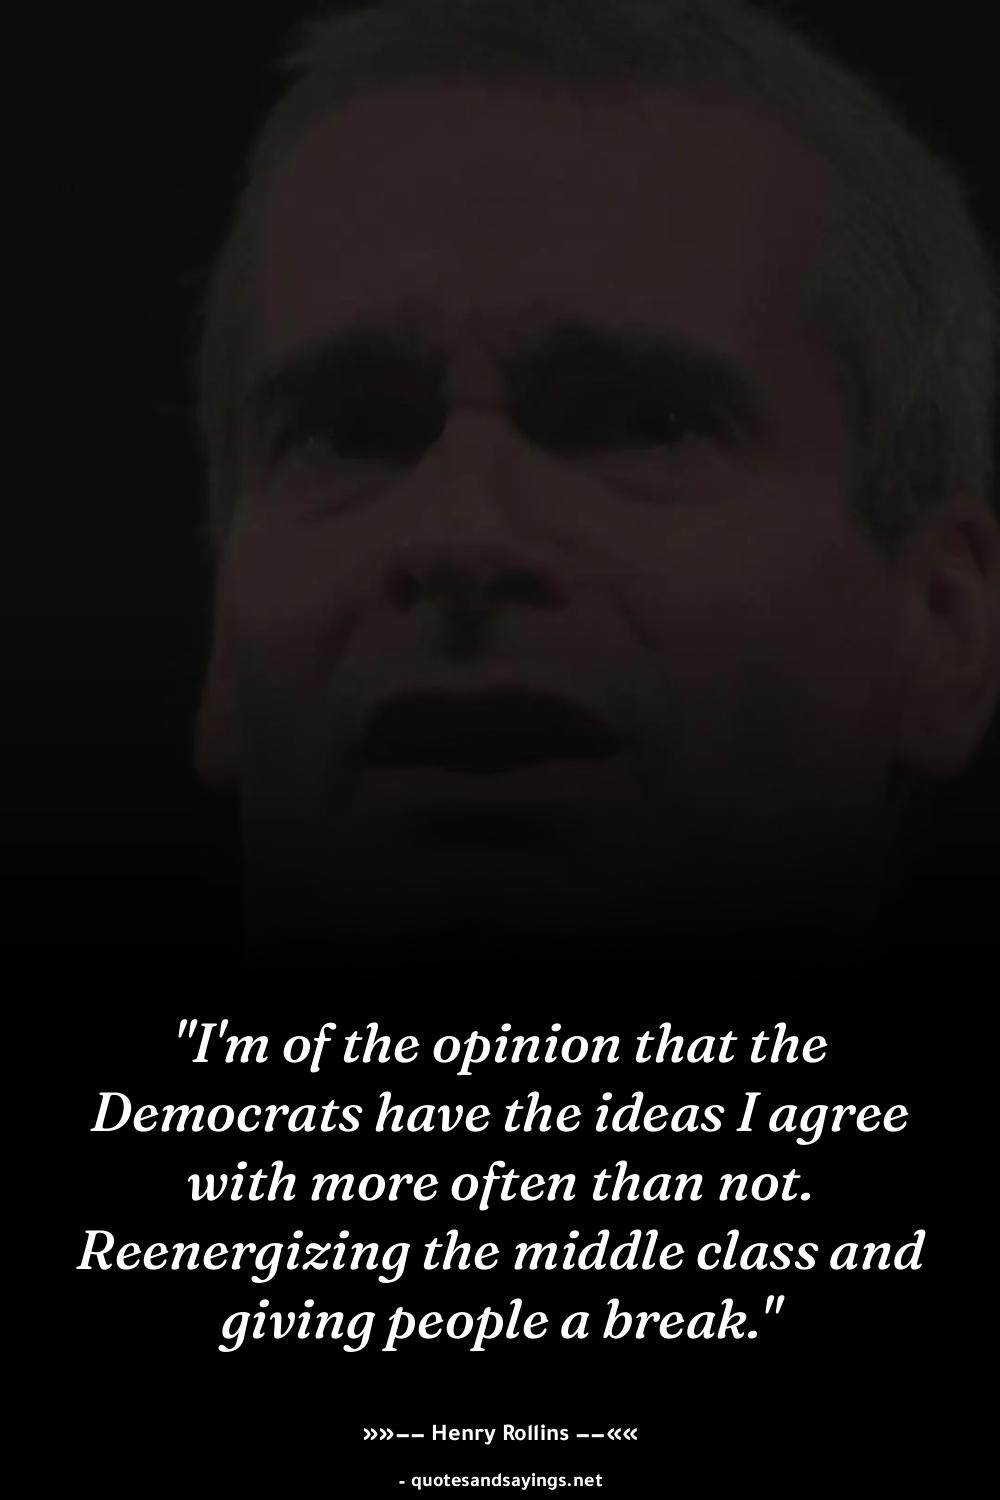 "I'm of the opinion that the
Democrats have the ideas I agree
with more often than not.
Reenergizing the middle class and
giving people a break."
»»–– Henry Rollins ––««
- quotesandsayings.net